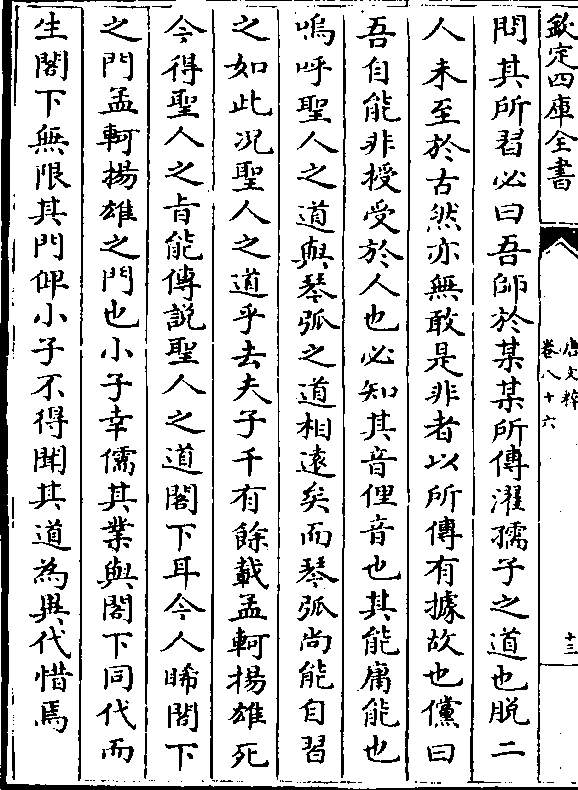 欽定四庫全書
唐文粹
卷八十六
十三
問其所習必曰吾師於某某所傳濯孺子之道也脱二
人未至於古然亦無敢是非者以所傳有據故也儻曰
吾自能非授受於人也必知其音俚音也其能庸能也
嗚呼聖人之道與琴弧之道相遠矣而琴弧尚能自習
之如此况聖人之道乎去夫子千有餘載孟軻揚雄死
今得聖人之旨能傳説聖人之道閤下耳今人睎閤下
之門孟軻揚雄之門也小子幸儒其業與閤下同代而
生閤下無限其門俾小子不得聞其道為異代惜焉